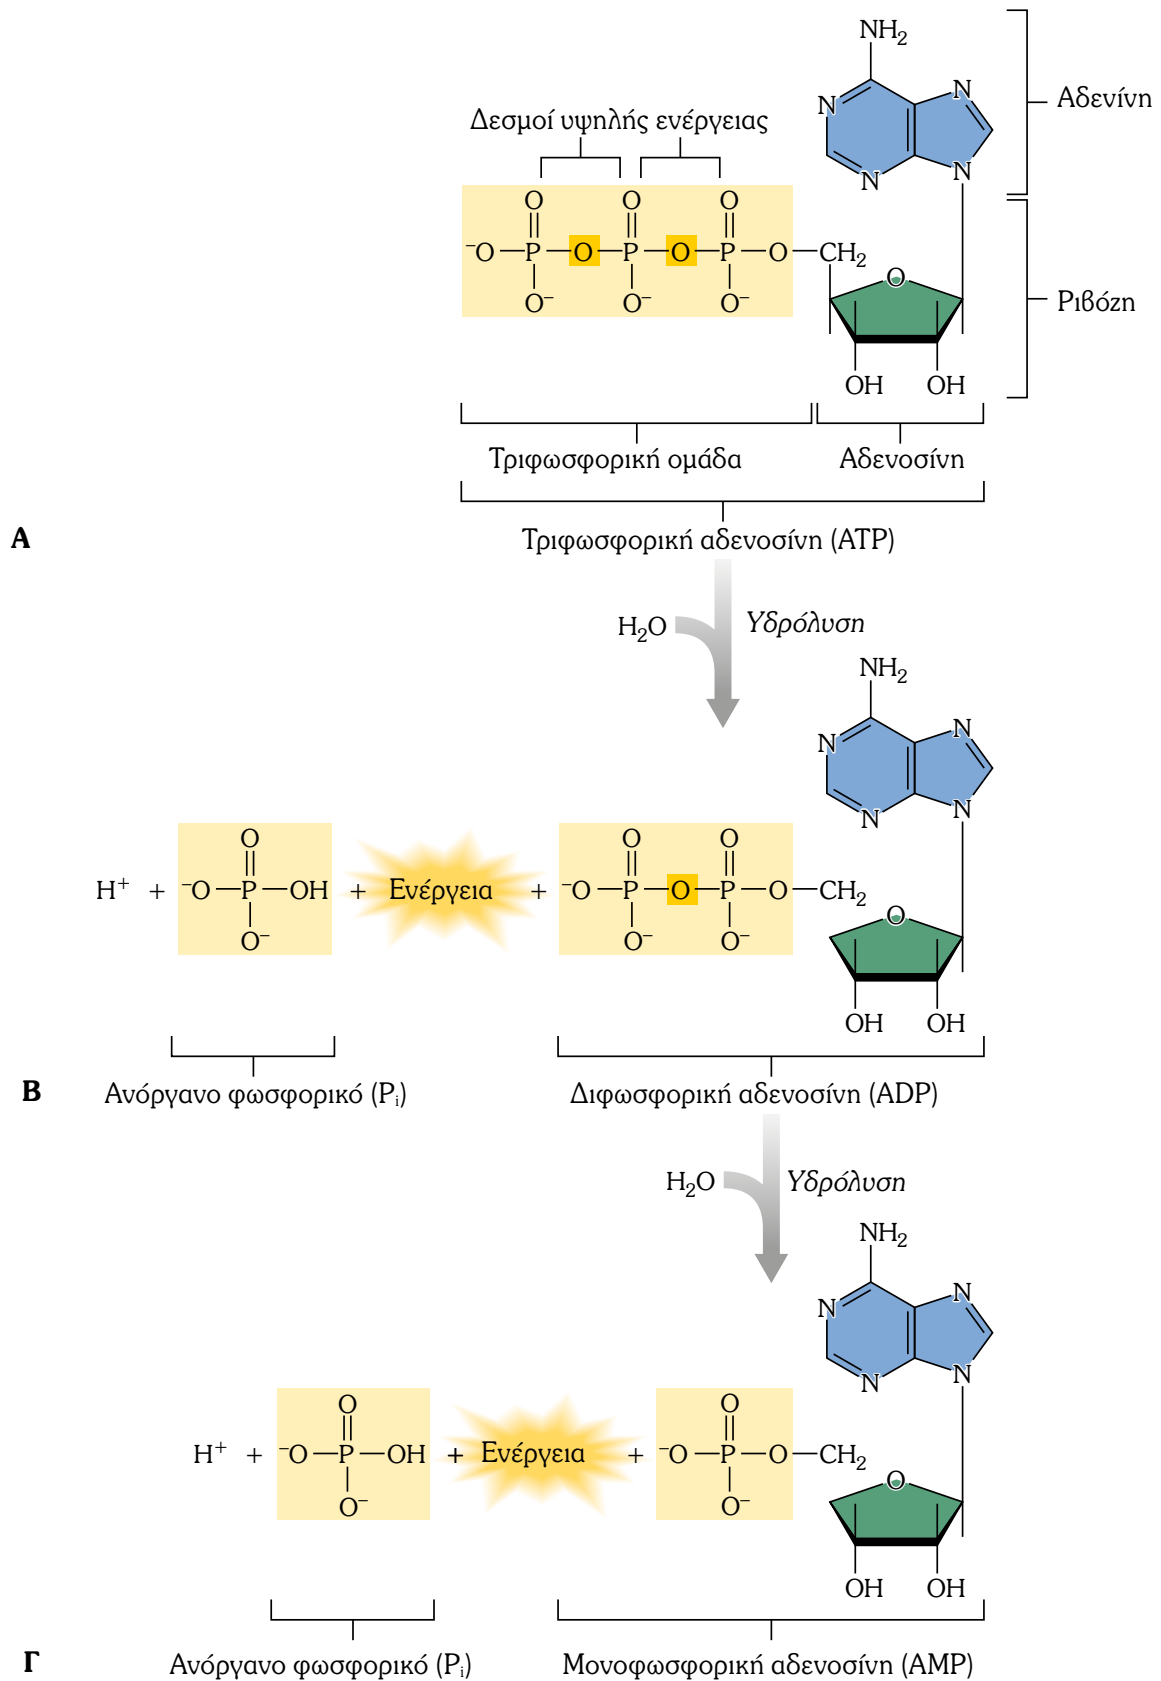 NH₂
N
N
N
N
Αδενίνη
Δεσμοί υψηλής ενέργειας
O O O
⁻O—P—O—P—O—P—O—CH₂
O⁻ O⁻ O⁻
O
OH OH
Ριβόζη
Τριφωσφορική ομάδα
Αδενοσίνη
Α
Τριφωσφορική αδενοσίνη (ATP)
H₂O
Υδρόλυση
NH₂
N
N
N
N
O O O
H⁺ + ⁻O—P—OH + Ενέργεια + ⁻O—P—O—P—O—CH₂
O⁻ O⁻ O⁻
O
OH OH
Β
Ανόργανο φωσφορικό (Pᵢ)
Διφωσφορική αδενοσίνη (ADP)
H₂O
Υδρόλυση
NH₂
N
N
N
N
O O
H⁺ + ⁻O—P—OH + Ενέργεια + ⁻O—P—O—CH₂
O⁻ O⁻
O
OH OH
Γ
Ανόργανο φωσφορικό (Pᵢ)
Μονοφωσφορική αδενοσίνη (AMP)